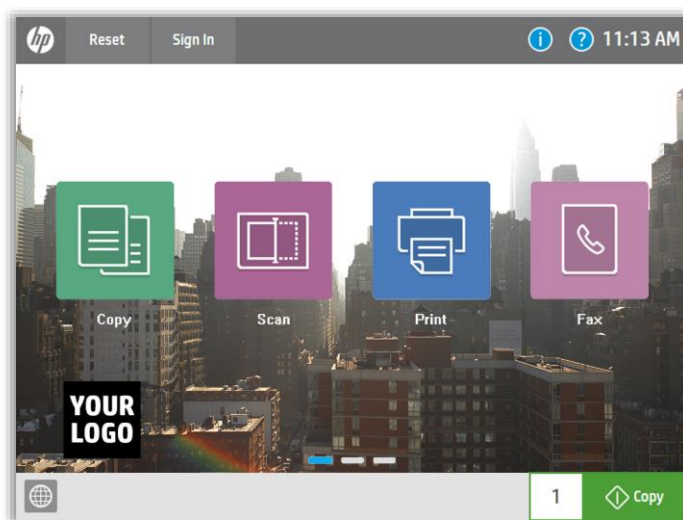 hp
Reset
Sign In
i
?
11:13 AM
Copy
Scan
Print
Fax
YOUR
LOGO
1
Copy